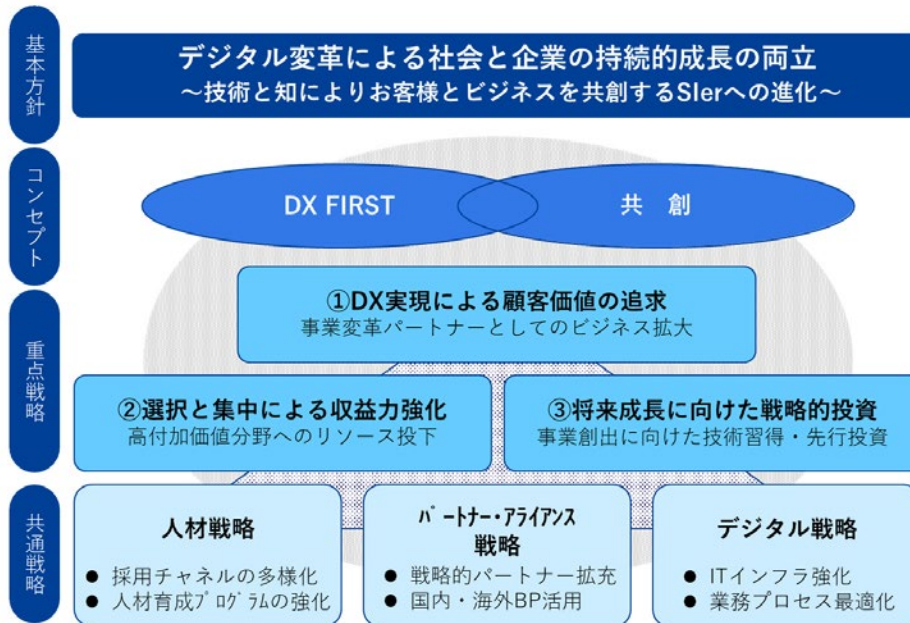 基本方針
デジタル変革による社会と企業の持続的成長の両立
～技術と知によりお客様とビジネスを共創するSIerへの進化～
コンセプト
DX FIRST
共　創
重点戦略
①DX実現による顧客価値の追求
事業変革パートナーとしてのビジネス拡大
②選択と集中による収益力強化
高付加価値分野へのリソース投下
③将来成長に向けた戦略的投資
事業創出に向けた技術習得・先行投資
共通戦略
人材戦略
● 採用チャネルの多様化
● 人材育成ﾌﾟﾛｸﾞﾗﾑの強化
ﾊﾟｰﾄﾅｰ･ｱﾗｲｱﾝｽ
戦略
● 戦略的パートナー拡充
● 国内・海外BP活用
デジタル戦略
● ITインフラ強化
● 業務プロセス最適化